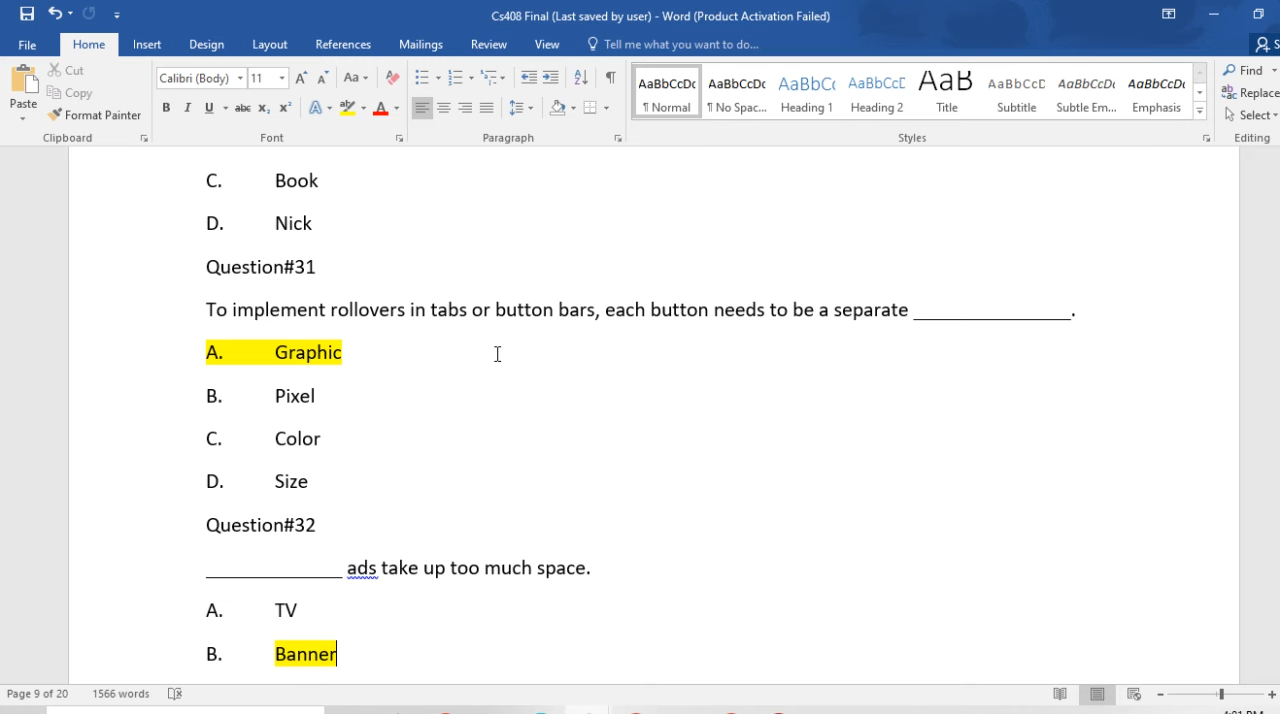 Cs408 Final (Last saved by user) - Word (Product Activation Failed)
File Home Insert Design Layout References Mailings Review View Tell me what you want to do... S
Paste Cut Copy Format Painter
Calibri (Body) 11 Aa
B I U abc X₂ X² A A
AaBbCcDc AaBbCcDc AaBbCc AaBbCcD AaB AaBbCcD AaBbCcDc AaBbCcDc
¶ Normal ¶ No Spac... Heading 1 Heading 2 Title Subtitle Subtle Em... Emphasis
Find Replace Select
Clipboard Font Paragraph Styles Editing
C. Book
D. Nick
Question#31
To implement rollovers in tabs or button bars, each button needs to be a separate ________________.
A. Graphic
B. Pixel
C. Color
D. Size
Question#32
______________ ads take up too much space.
A. TV
B. Banner
Page 9 of 20 1566 words